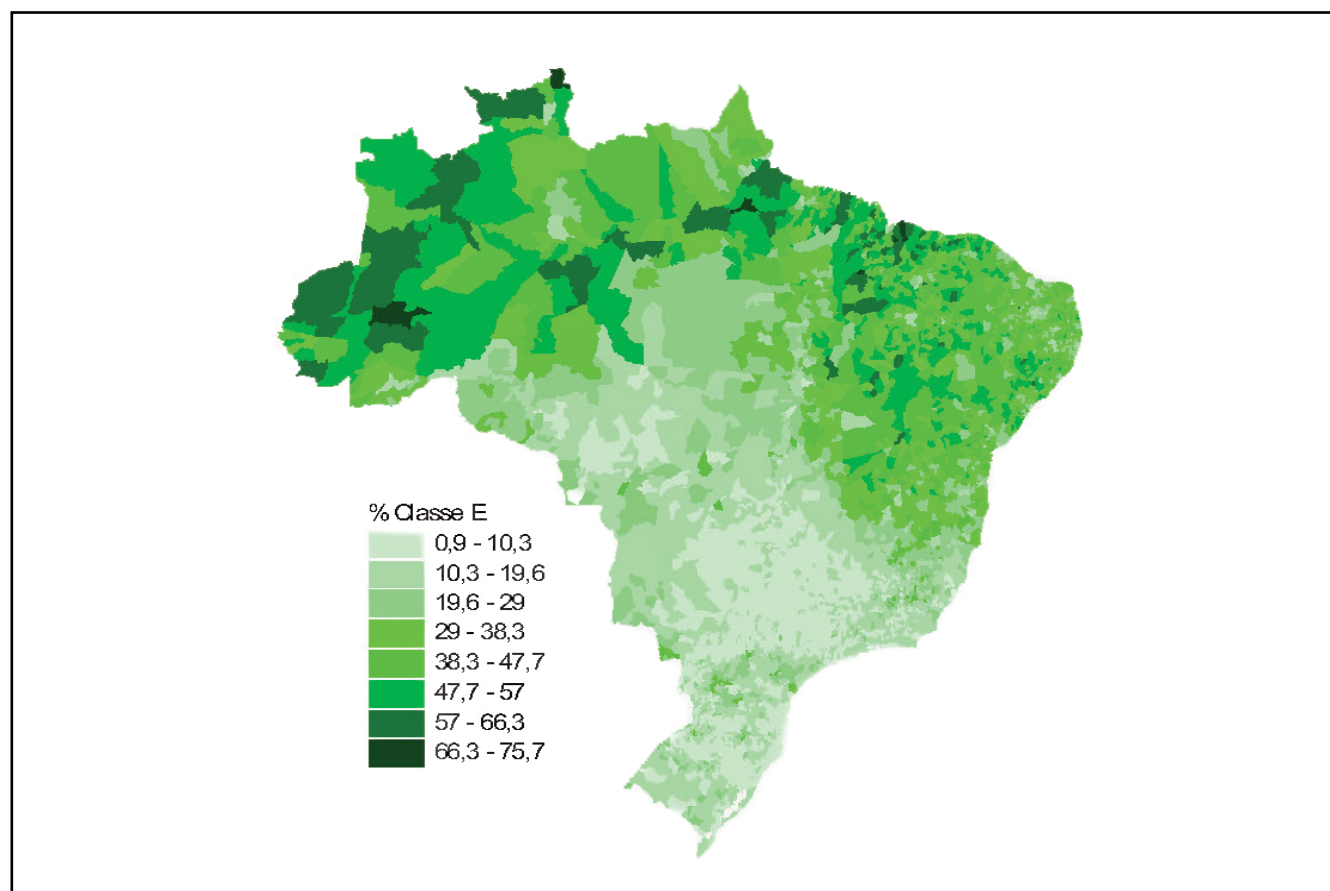 % Classe E
0,9 - 10,3
10,3 - 19,6
19,6 - 29
29 - 38,3
38,3 - 47,7
47,7 - 57
57 - 66,3
66,3 - 75,7